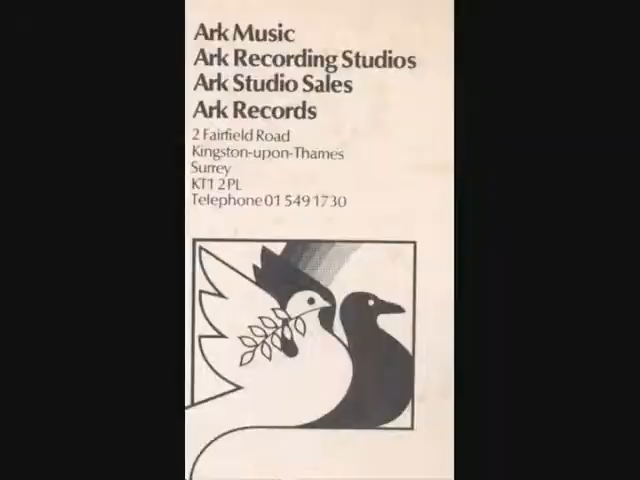 Ark Music
Ark Recording Studios
Ark Studio Sales
Ark Records
2 Fairfield Road
Kingston-upon-Thames
Surrey
KT1 2PL
Telephone 01 549 1730